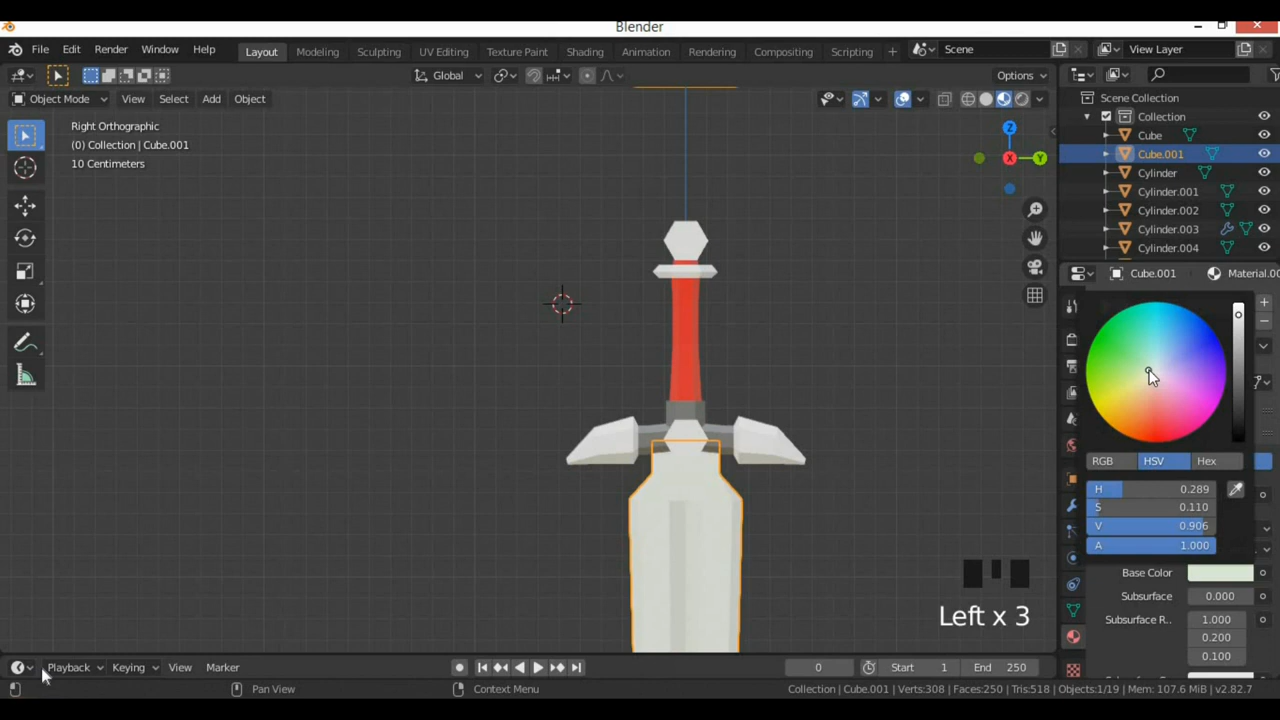 Blender
File Edit Render Window Help
Layout Modeling Sculpting UV Editing Texture Paint Shading Animation Rendering Compositing Scripting +
Scene
View Layer
Global
Options
Object Mode View Select Add Object
Right Orthographic
(0) Collection | Cube.001
10 Centimeters
Z
X
Y
Scene Collection
Collection
Cube
Cube.001
Cylinder
Cylinder.001
Cylinder.002
Cylinder.003
Cylinder.004
Cube.001 Material.00
RGB HSV Hex
H 0.289
S 0.110
V 0.906
A 1.000
Base Color
Subsurface 0.000
Subsurface R.. 1.000
0.200
0.100
Left x 3
Playback Keying View Marker
0 Start 1 End 250
Pan View
Context Menu
Collection | Cube.001 | Verts:308 | Faces:250 | Tris:518 | Objects:1/19 | Mem: 107.6 MiB | v2.82.7